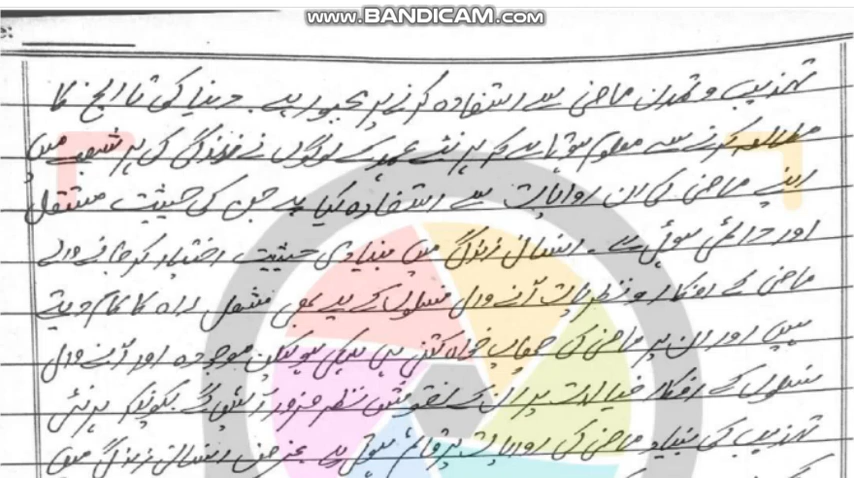 www.BANDICAM.com
تہذیب و تمدن ماضی سے استفادہ کرنے پر مجبور ہے۔ دنیا کی تاریخ کا
مطالعہ کرنے سے معلوم ہوتا ہے کہ ہر نئے عہد کے لوگوں نے زندگی کی ہر شعبے میں
اپنے ماضی کی ان روایات سے استفادہ کیا ہے جن کی حیثیت مستقل
اور دائمی ہوئی ہے۔ انسانی زندگی میں بنیادی حیثیت اختیار کر جانے والے
ماضی کے افکار و نظریات آنے والی نسلوں کے لیے بھی مشعل راہ کا کام دیتے
ہیں اور ان پر ماضی کی چھاپ خواہ کتنی ہی ہلکی ہو لیکن موجودہ اور آنے والی
نسلوں کے افکار خیالات پر ان کے نقوش نظر ضرور آئیں گے کیونکہ ہر نئی
تہذیب کی بنیاد ماضی کی روایات پر قائم ہوتی ہے غرض انسانی زندگی میں